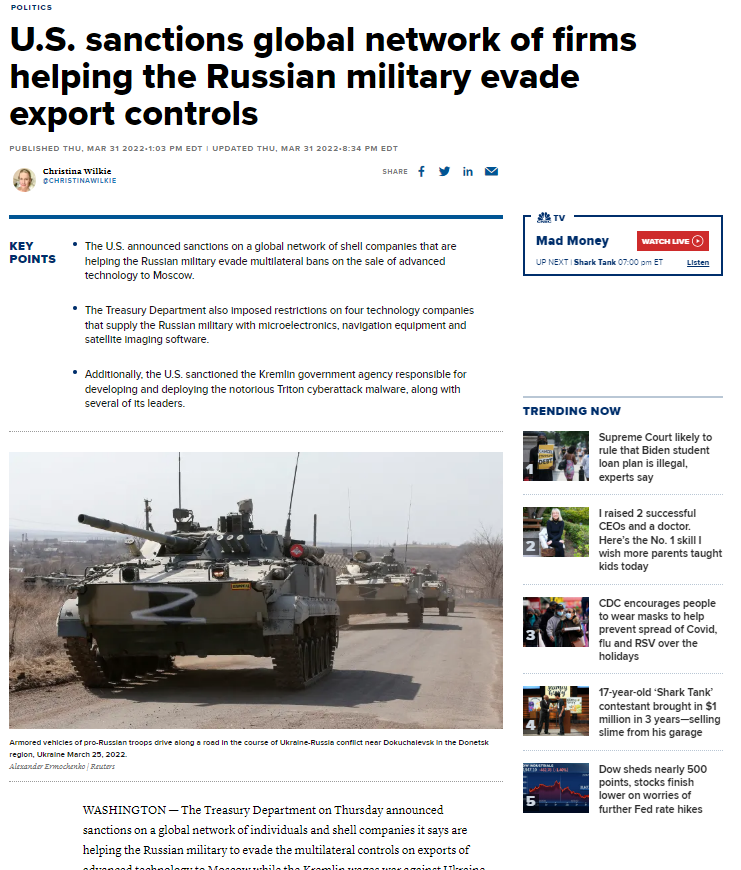 POLITICS
U.S. sanctions global network of firms
helping the Russian military evade
export controls
PUBLISHED THU, MAR 31 2022•1:03 PM EDT | UPDATED THU, MAR 31 2022•8:34 PM EDT
Christina Wilkie
@CHRISTINAWILKIE
SHARE
KEY
POINTS
• The U.S. announced sanctions on a global network of shell companies that are
helping the Russian military evade multilateral bans on the sale of advanced
technology to Moscow.
• The Treasury Department also imposed restrictions on four technology companies
that supply the Russian military with microelectronics, navigation equipment and
satellite imaging software.
• Additionally, the U.S. sanctioned the Kremlin government agency responsible for
developing and deploying the notorious Triton cyberattack malware, along with
several of its leaders.
Z
Armored vehicles of pro-Russian troops drive along a road in the course of Ukraine-Russia conflict near Dokuchaievsk in the Donetsk
region, Ukraine March 25, 2022.
Alexander Ermochenko | Reuters
WASHINGTON — The Treasury Department on Thursday announced
sanctions on a global network of individuals and shell companies it says are
helping the Russian military to evade the multilateral controls on exports of
advanced technology to Moscow while the Kremlin wages war against Ukraine
CNBC TV
Mad Money
WATCH LIVE
UP NEXT | Shark Tank 07:00 pm ET
Listen
TRENDING NOW
1
Supreme Court likely to
rule that Biden student
loan plan is illegal,
experts say
2
I raised 2 successful
CEOs and a doctor.
Here's the No. 1 skill I
wish more parents taught
kids today
3
CDC encourages people
to wear masks to help
prevent spread of Covid,
flu and RSV over the
holidays
4
17-year-old ‘Shark Tank’
contestant brought in $1
million in 3 years—selling
slime from his garage
5
Dow sheds nearly 500
points, stocks finish
lower on worries of
further Fed rate hikes